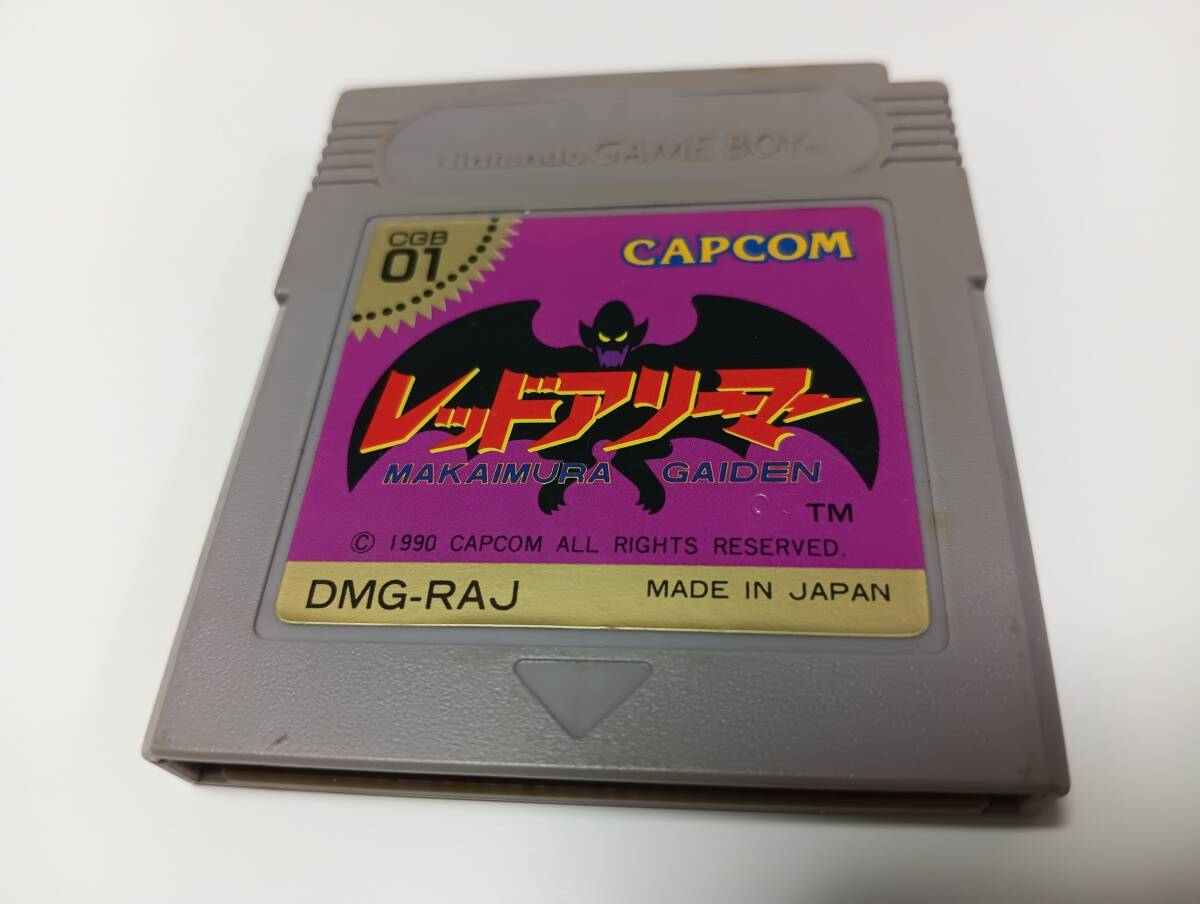 Nintendo GAME BOY TM
CGB
01
CAPCOM
レッドアリーマー
MAKAIMURA GAIDEN
TM
© 1990 CAPCOM ALL RIGHTS RESERVED.
DMG-RAJ
MADE IN JAPAN